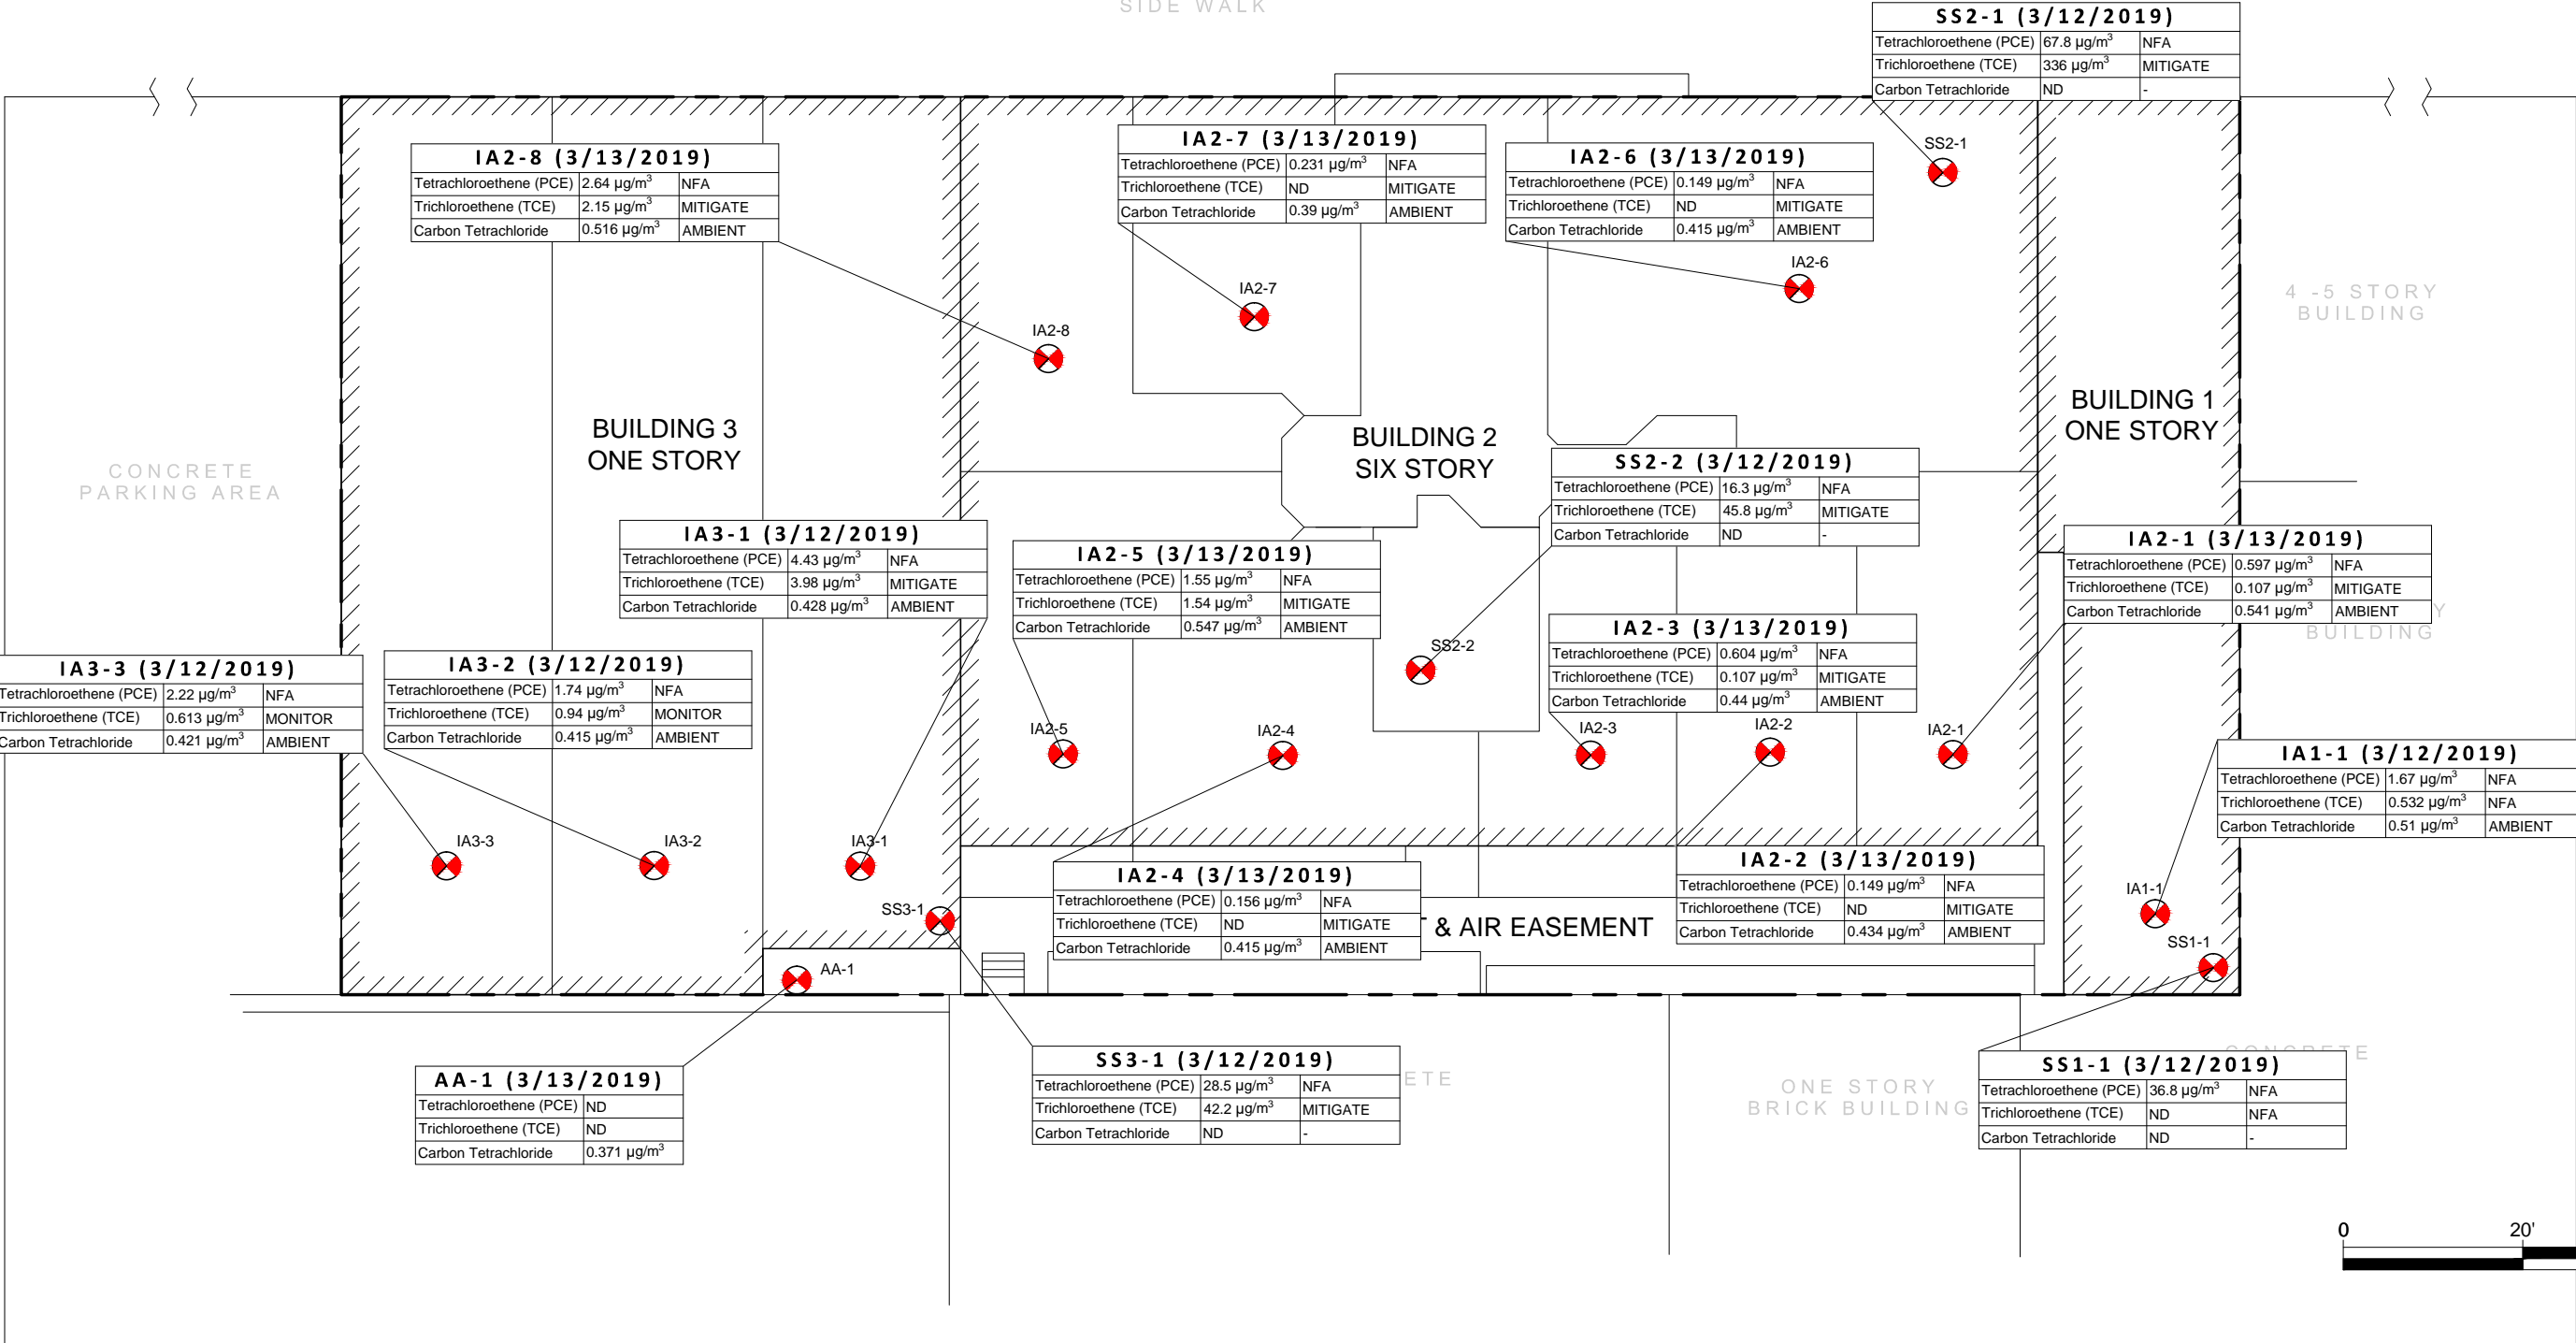 SIDE WALK
SS2-1 (3/12/2019)
Tetrachloroethene (PCE) 67.8 µg/m³ NFA
Trichloroethene (TCE) 336 µg/m³ MITIGATE
Carbon Tetrachloride ND -
SS2-1
IA2-8 (3/13/2019)
Tetrachloroethene (PCE) 2.64 µg/m³ NFA
Trichloroethene (TCE) 2.15 µg/m³ MITIGATE
Carbon Tetrachloride 0.516 µg/m³ AMBIENT
IA2-8
IA2-7 (3/13/2019)
Tetrachloroethene (PCE) 0.231 µg/m³ NFA
Trichloroethene (TCE) ND MITIGATE
Carbon Tetrachloride 0.39 µg/m³ AMBIENT
IA2-7
IA2-6 (3/13/2019)
Tetrachloroethene (PCE) 0.149 µg/m³ NFA
Trichloroethene (TCE) ND MITIGATE
Carbon Tetrachloride 0.415 µg/m³ AMBIENT
IA2-6
4 -5 STORY
BUILDING
BUILDING 3
ONE STORY
BUILDING 2
SIX STORY
BUILDING 1
ONE STORY
CONCRETE
PARKING AREA
SS2-2 (3/12/2019)
Tetrachloroethene (PCE) 16.3 µg/m³ NFA
Trichloroethene (TCE) 45.8 µg/m³ MITIGATE
Carbon Tetrachloride ND -
SS2-2
IA3-1 (3/12/2019)
Tetrachloroethene (PCE) 4.43 µg/m³ NFA
Trichloroethene (TCE) 3.98 µg/m³ MITIGATE
Carbon Tetrachloride 0.428 µg/m³ AMBIENT
IA2-5 (3/13/2019)
Tetrachloroethene (PCE) 1.55 µg/m³ NFA
Trichloroethene (TCE) 1.54 µg/m³ MITIGATE
Carbon Tetrachloride 0.547 µg/m³ AMBIENT
IA2-1 (3/13/2019)
Tetrachloroethene (PCE) 0.597 µg/m³ NFA
Trichloroethene (TCE) 0.107 µg/m³ MITIGATE
Carbon Tetrachloride 0.541 µg/m³ AMBIENT
Y
BUILDING
IA2-3 (3/13/2019)
Tetrachloroethene (PCE) 0.604 µg/m³ NFA
Trichloroethene (TCE) 0.107 µg/m³ MITIGATE
Carbon Tetrachloride 0.44 µg/m³ AMBIENT
IA3-3 (3/12/2019)
Tetrachloroethene (PCE) 2.22 µg/m³ NFA
Trichloroethene (TCE) 0.613 µg/m³ MONITOR
Carbon Tetrachloride 0.421 µg/m³ AMBIENT
IA3-2 (3/12/2019)
Tetrachloroethene (PCE) 1.74 µg/m³ NFA
Trichloroethene (TCE) 0.94 µg/m³ MONITOR
Carbon Tetrachloride 0.415 µg/m³ AMBIENT
IA2-5
IA2-4
IA2-3
IA2-2
IA2-1
IA1-1 (3/12/2019)
Tetrachloroethene (PCE) 1.67 µg/m³ NFA
Trichloroethene (TCE) 0.532 µg/m³ NFA
Carbon Tetrachloride 0.51 µg/m³ AMBIENT
IA3-3
IA3-2
IA3-1
SS3-1
IA2-4 (3/13/2019)
Tetrachloroethene (PCE) 0.156 µg/m³ NFA
Trichloroethene (TCE) ND MITIGATE
Carbon Tetrachloride 0.415 µg/m³ AMBIENT
& AIR EASEMENT
IA2-2 (3/13/2019)
Tetrachloroethene (PCE) 0.149 µg/m³ NFA
Trichloroethene (TCE) ND MITIGATE
Carbon Tetrachloride 0.434 µg/m³ AMBIENT
IA1-1
SS1-1
AA-1
AA-1 (3/13/2019)
Tetrachloroethene (PCE) ND
Trichloroethene (TCE) ND
Carbon Tetrachloride 0.371 µg/m³
SS3-1 (3/12/2019)
Tetrachloroethene (PCE) 28.5 µg/m³ NFA
Trichloroethene (TCE) 42.2 µg/m³ MITIGATE
Carbon Tetrachloride ND -
ETE
ONE STORY
BRICK BUILDING
SS1-1 (3/12/2019)
Tetrachloroethene (PCE) 36.8 µg/m³ NFA
Trichloroethene (TCE) ND NFA
Carbon Tetrachloride ND -
CONCRETE
0 20'